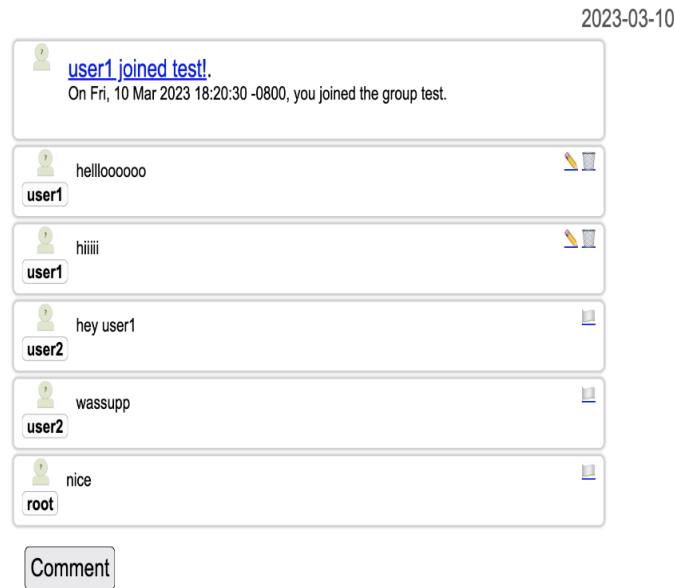 2023-03-10
user1 joined test!.
On Fri, 10 Mar 2023 18:20:30 -0800, you joined the group test.
hellloooooo
user1
hiiiii
user1
hey user1
user2
wassupp
user2
nice
root
Comment